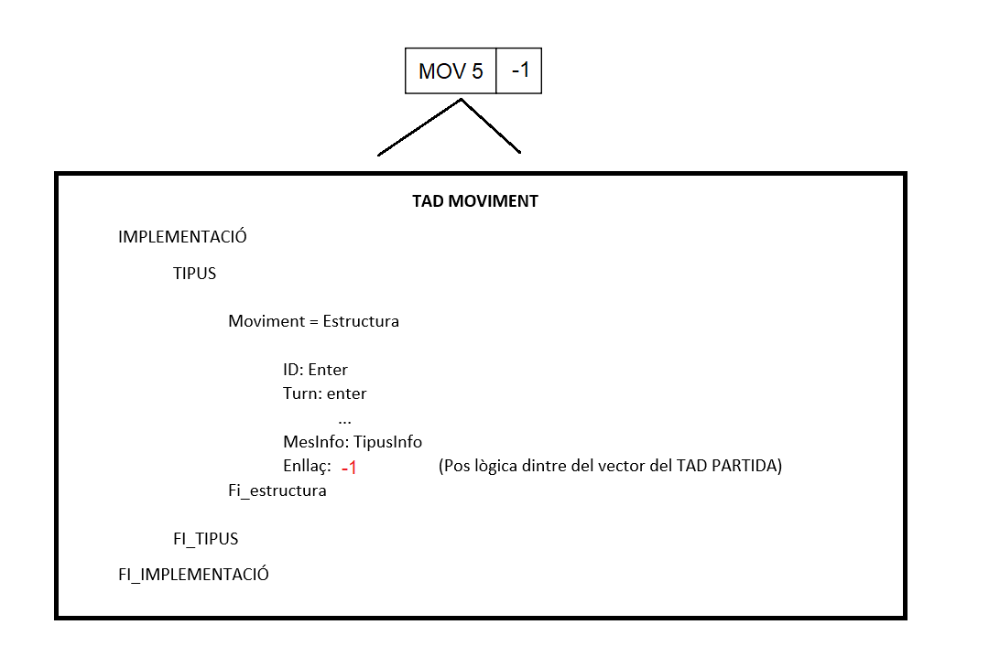 MOV 5 -1
TAD MOVIMENT
IMPLEMENTACIÓ
TIPUS
Moviment = Estructura
ID: Enter
Turn: enter
...
MesInfo: TipusInfo
Enllaç: -1 (Pos lògica dintre del vector del TAD PARTIDA)
Fi_estructura
FI_TIPUS
FI_IMPLEMENTACIÓ